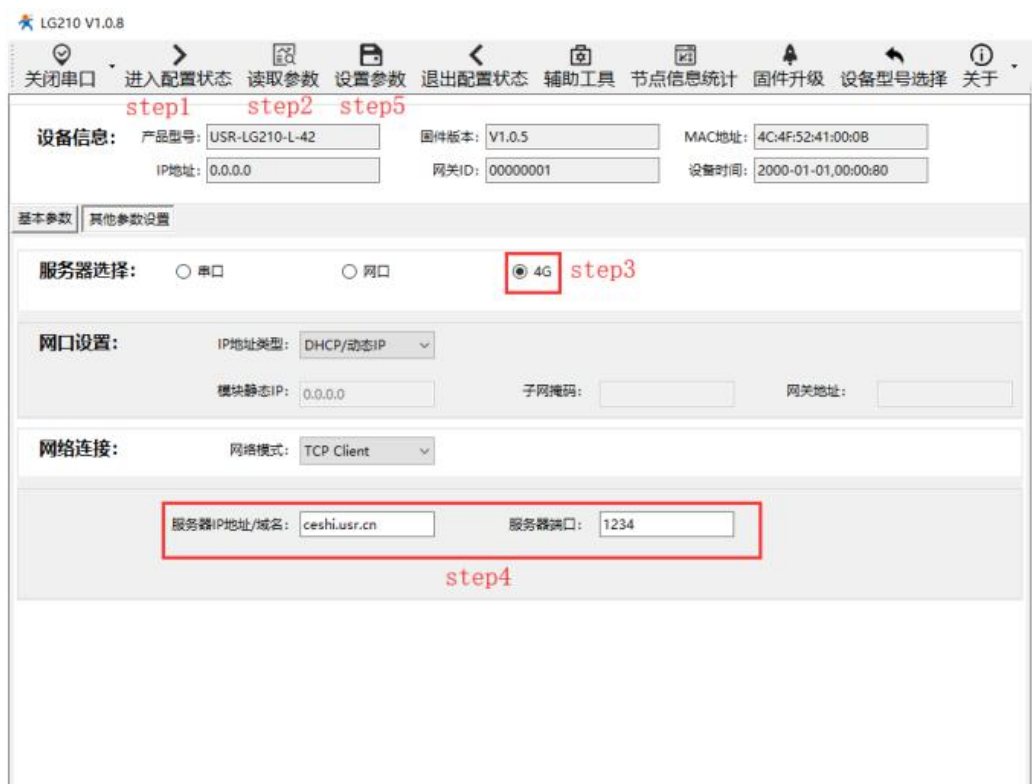 LG210 V1.0.8
关闭串口 进入配置状态 读取参数 设置参数 退出配置状态 辅助工具 节点信息统计 固件升级 设备型号选择 关于
step1 step2 step5
设备信息: 产品型号: USR-LG210-L-42 固件版本: V1.0.5 MAC地址: 4C:4F:52:41:00:0B
IP地址: 0.0.0.0 网关ID: 00000001 设备时间: 2000-01-01,00:00:80
基本参数 其他参数设置
服务器选择: 串口 网口 4G step3
网口设置: IP地址类型: DHCP/动态IP
模块静态IP: 0.0.0.0 子网掩码: 网关地址:
网络连接: 网络模式: TCP Client
服务器IP地址/域名: ceshi.usr.cn 服务器端口: 1234
step4